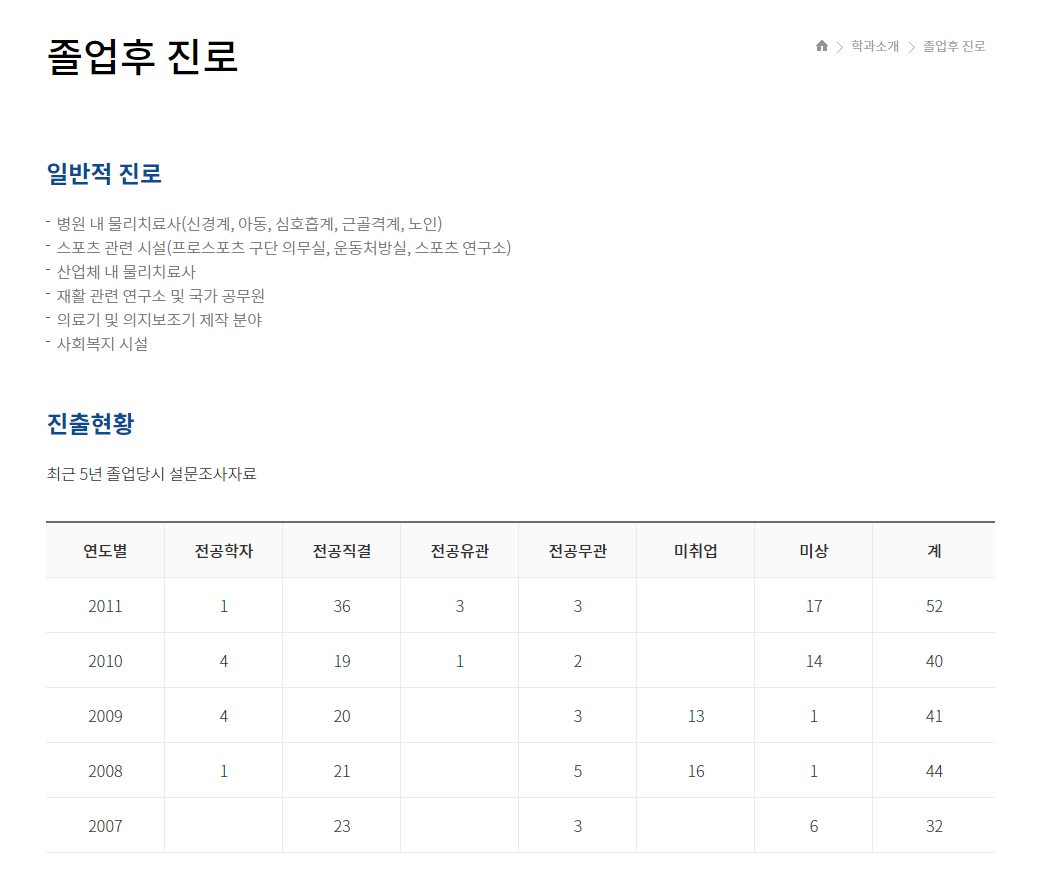 졸업후 진로
학과소개 > 졸업후 진로
일반적 진로
- 병원 내 물리치료사(신경계, 아동, 심호흡계, 근골격계, 노인)
- 스포츠 관련 시설(프로스포츠 구단 의무실, 운동처방실, 스포츠 연구소)
- 산업체 내 물리치료사
- 재활 관련 연구소 및 국가 공무원
- 의료기 및 의지보조기 제작 분야
- 사회복지 시설
진출현황
최근 5년 졸업당시 설문조사자료
연도별 전공학자 전공직결 전공유관 전공무관 미취업 미상 계
2011 1 36 3 3 17 52
2010 4 19 1 2 14 40
2009 4 20 3 13 1 41
2008 1 21 5 16 1 44
2007 23 3 6 32